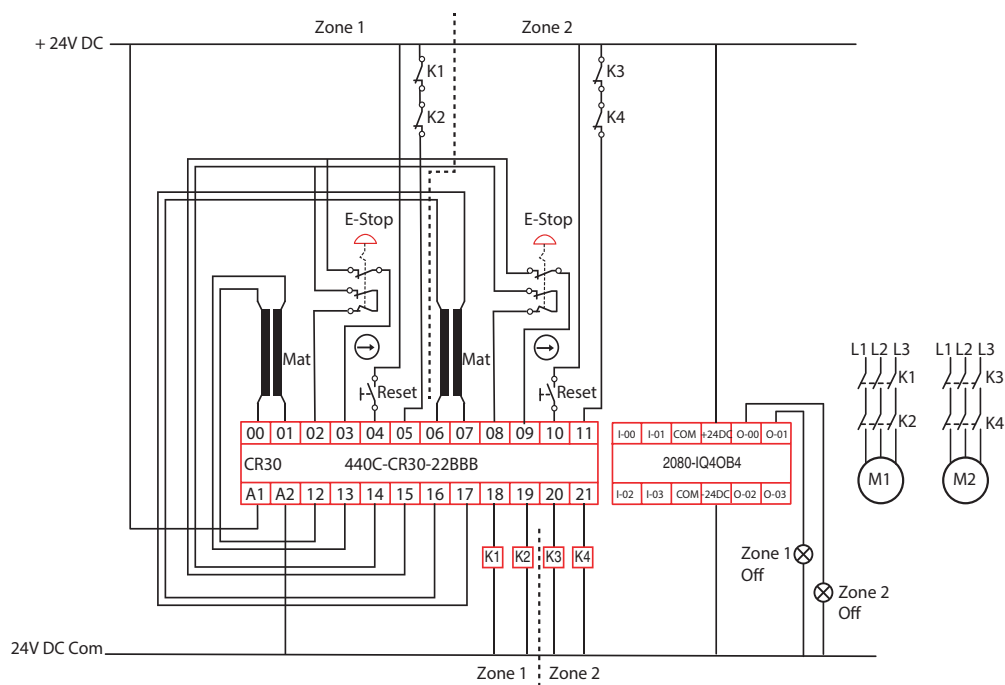 Zone 1 Zone 2
+ 24V DC
K1 K3
K2 K4
E-Stop E-Stop
L1 L2 L3 L1 L2 L3
Mat Mat
K1 K3
Reset Reset
K2 K4
00 01 02 03 04 05 06 07 08 09 10 11
I-00 I-01 COM +24DC O-00 O-01
CR30 440C-CR30-22BBB
2080-IQ4OB4
M1 M2
A1 A2 12 13 14 15 16 17 18 19 20 21
I-02 I-03 COM -24DC O-02 O-03
K1 K2 K3 K4
Zone 1
Off
Zone 2
Off
24V DC Com
Zone 1 Zone 2